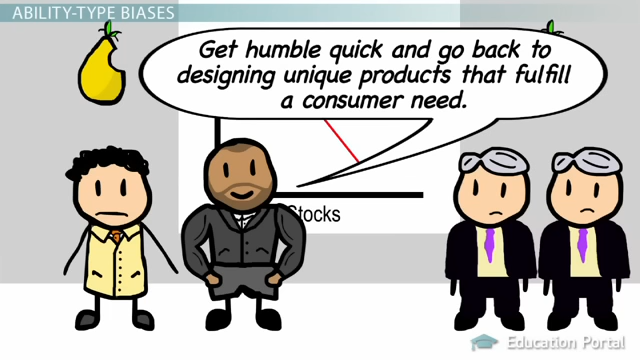 ABILITY-TYPE BIASES
Get humble quick and go back to
designing unique products that fulfill
a consumer need.
Stocks
Education Portal